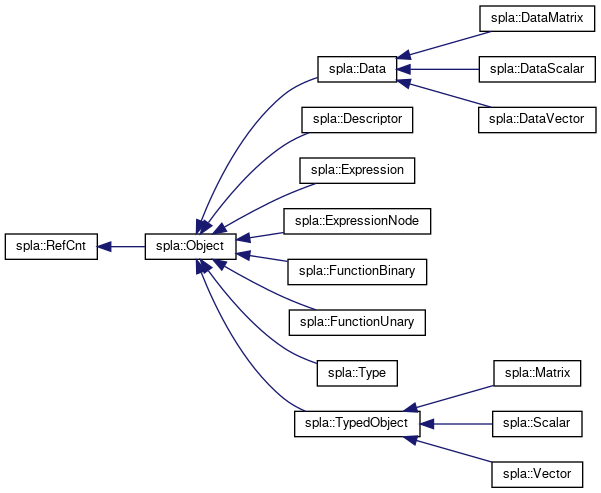 spla::DataMatrix
spla::Data
spla::DataScalar
spla::DataVector
spla::Descriptor
spla::Expression
spla::ExpressionNode
spla::RefCnt
spla::Object
spla::FunctionBinary
spla::FunctionUnary
spla::Type
spla::Matrix
spla::TypedObject
spla::Scalar
spla::Vector